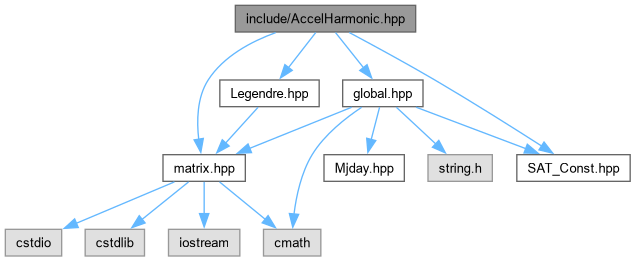 include/AccelHarmonic.hpp
Legendre.hpp
global.hpp
matrix.hpp
Mjday.hpp
string.h
SAT_Const.hpp
cstdio
cstdlib
iostream
cmath